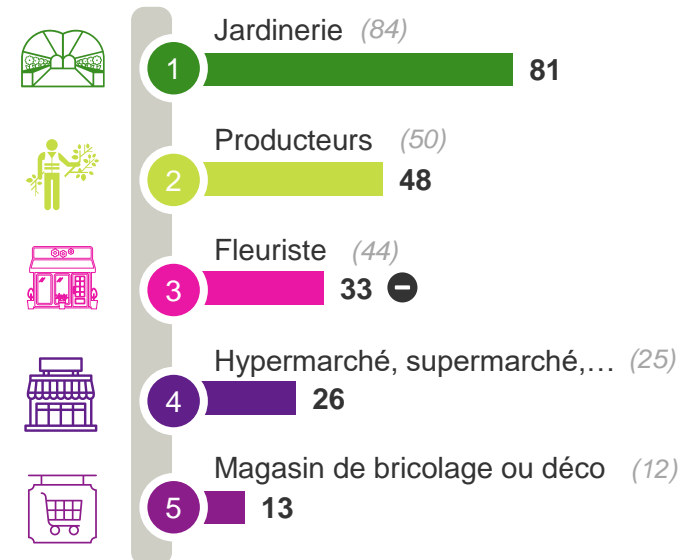 Jardinerie (84)
1 81
Producteurs (50)
2 48
Fleuriste (44)
3 33
Hypermarché, supermarché,… (25)
4 26
Magasin de bricolage ou déco (12)
5 13